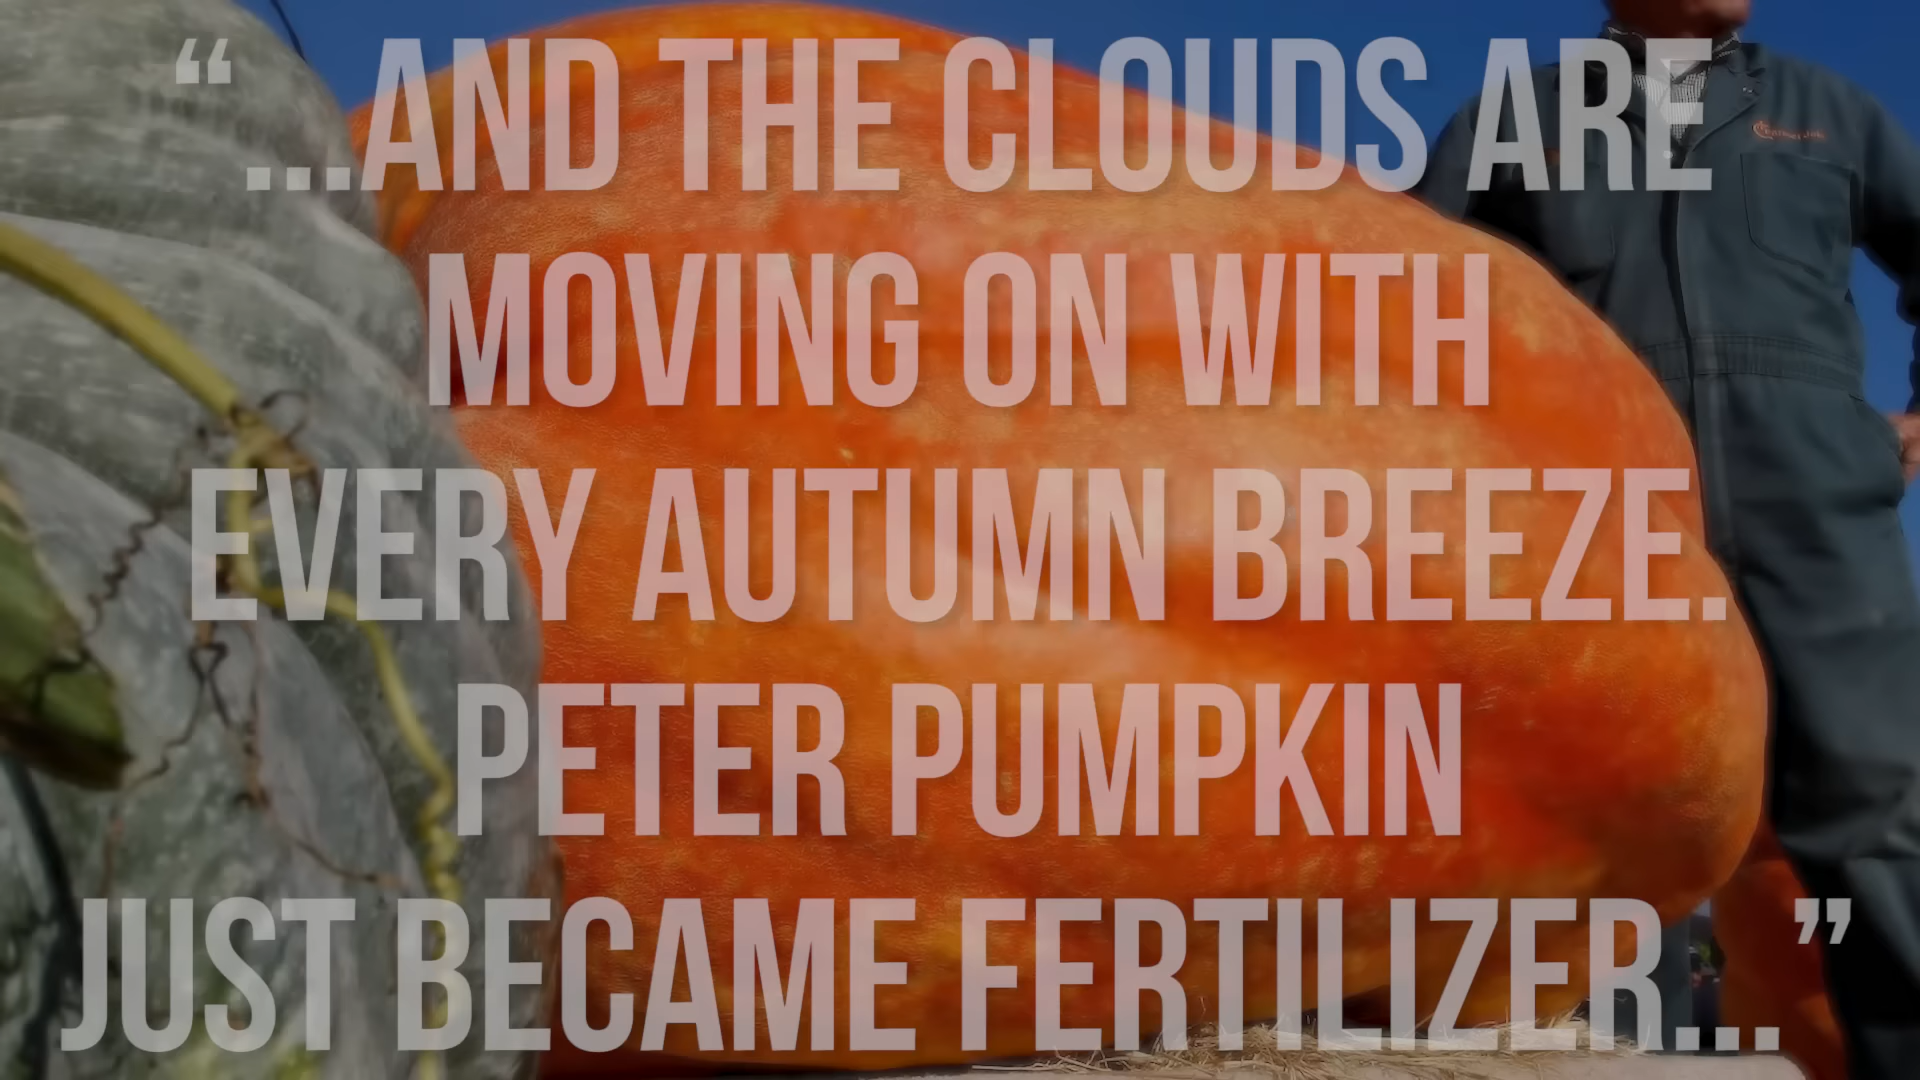 “...AND THE CLOUDS ARE
MOVING ON WITH
EVERY AUTUMN BREEZE.
PETER PUMPKIN
JUST BECAME FERTILIZER...”